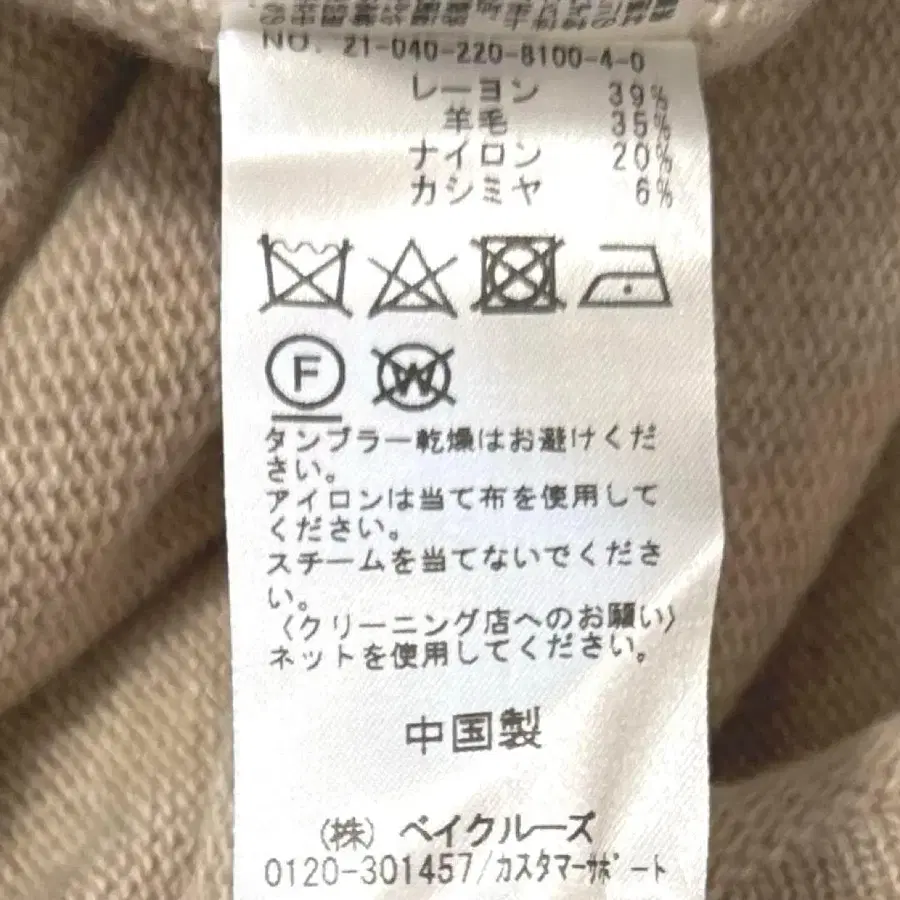 NO. 21-040-220-8100-4-0
レーヨン 39%
羊毛 35%
ナイロン 20%
カシミヤ 6%
F W
タンブラー乾燥はお避けくだ
さい。
アイロンは当て布を使用して
ください。
スチームを当てないでくださ
い。
〈クリーニング店へのお願い〉
ネットを使用してください。
中国製
(株) ベイクルーズ
0120-301457/カスタマーサポート